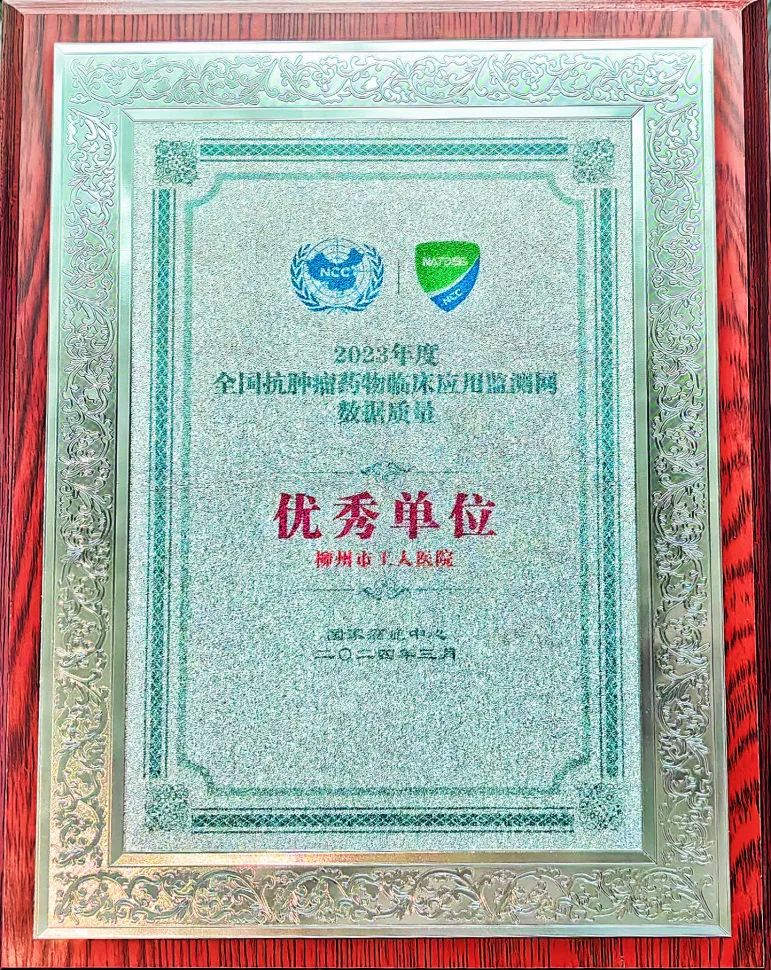 NCC
NATDSS
NCC
2023年度
全国抗肿瘤药物临床应用监测网
数据质量
优秀单位
柳州市工人医院
国家癌症中心
二〇二四年三月